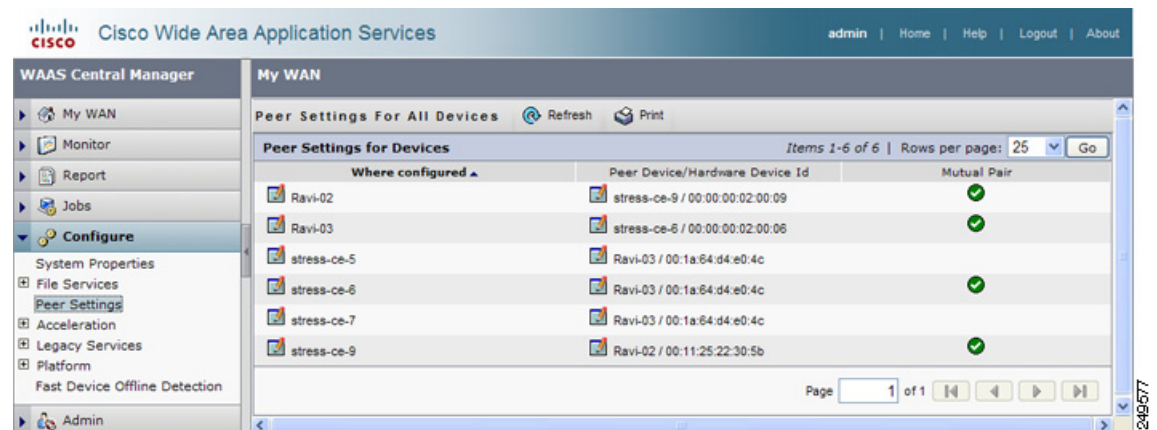 CISCO Cisco Wide Area Application Services admin | Home | Help | Logout | About
WAAS Central Manager
My WAN
My WAN
Monitor
Report
Jobs
Configure
System Properties
File Services
Peer Settings
Acceleration
Legacy Services
Platform
Fast Device Offline Detection
Admin
Peer Settings For All Devices Refresh Print
Peer Settings for Devices Items 1-6 of 6 | Rows per page: 25 Go
Where configured Peer Device/Hardware Device Id Mutual Pair
Ravi-02 stress-ce-9 / 00:00:00:02:00:09
Ravi-03 stress-ce-6 / 00:00:00:02:00:06
stress-ce-5 Ravi-03 / 00:1a:64:d4:e0:4c
stress-ce-6 Ravi-03 / 00:1a:64:d4:e0:4c
stress-ce-7 Ravi-03 / 00:1a:64:d4:e0:4c
stress-ce-9 Ravi-02 / 00:11:25:22:30:5b
Page 1 of 1
249577